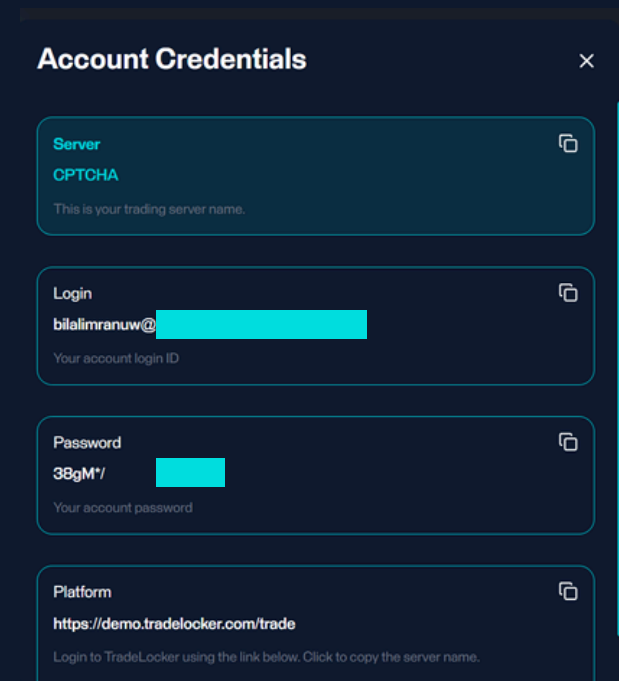 Account Credentials
Server
CPTCHA
This is your trading server name.
Login
bilalimranuw@
Your account login ID
Password
38gM*/
Your account password
Platform
https://demo.tradelocker.com/trade
Login to TradeLocker using the link below. Click to copy the server name.